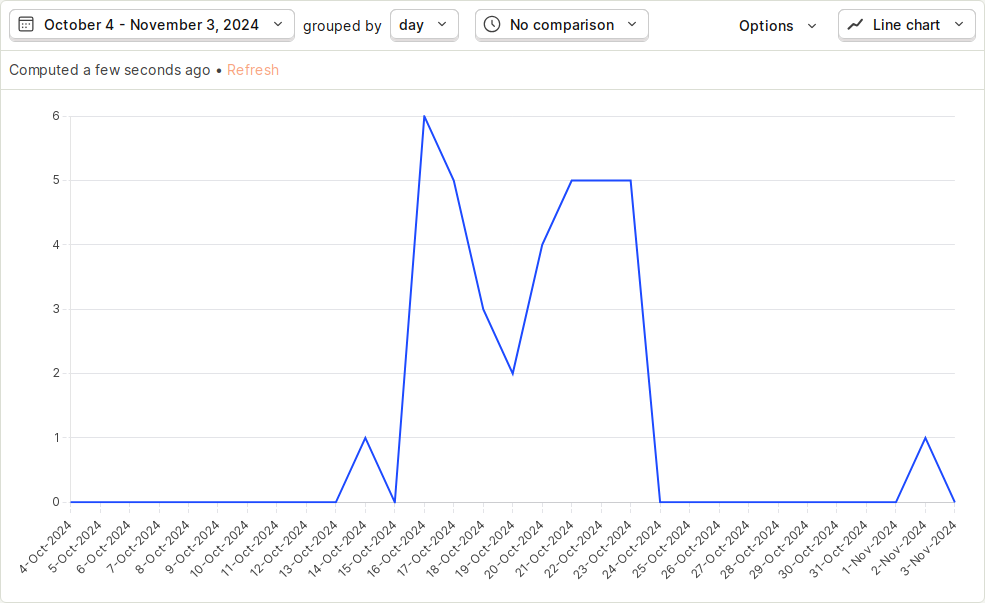 October 4 - November 3, 2024 grouped by day No comparison Options Line chart
Computed a few seconds ago • Refresh
6
5
4
3
2
1
0
4-Oct-2024
5-Oct-2024
6-Oct-2024
7-Oct-2024
8-Oct-2024
9-Oct-2024
10-Oct-2024
11-Oct-2024
12-Oct-2024
13-Oct-2024
14-Oct-2024
15-Oct-2024
16-Oct-2024
17-Oct-2024
18-Oct-2024
19-Oct-2024
20-Oct-2024
21-Oct-2024
22-Oct-2024
23-Oct-2024
24-Oct-2024
25-Oct-2024
26-Oct-2024
27-Oct-2024
28-Oct-2024
29-Oct-2024
30-Oct-2024
31-Oct-2024
1-Nov-2024
2-Nov-2024
3-Nov-2024